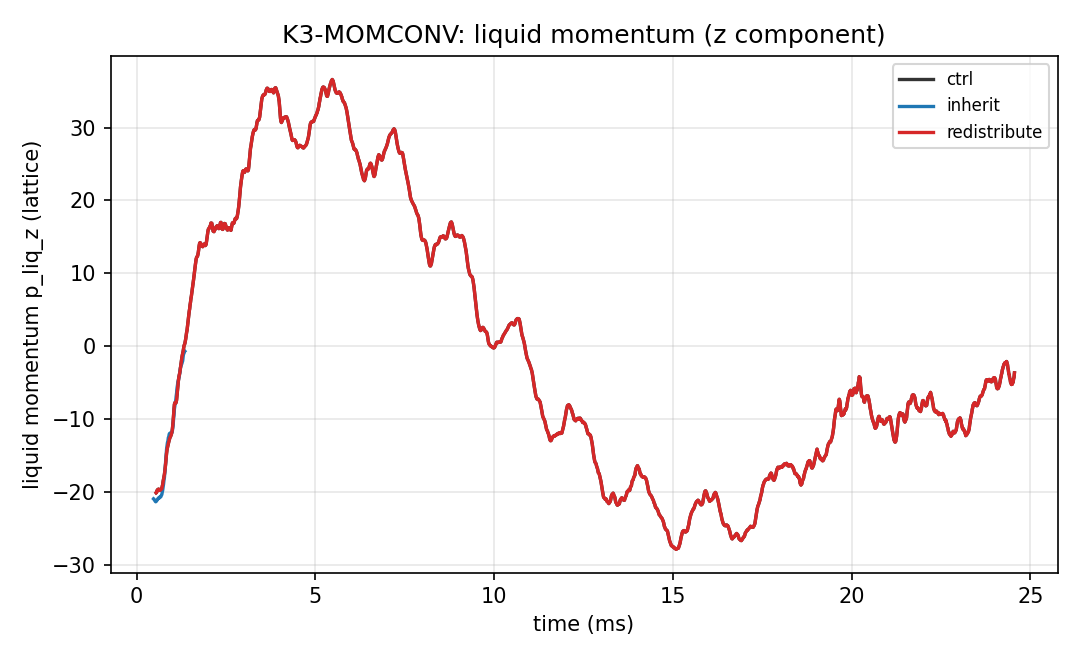 K3-MOMCONV: liquid momentum (z component)
ctrl
inherit
redistribute
liquid momentum p_liq_z (lattice)
30
20
10
0
−10
−20
−30
0 5 10 15 20 25
time (ms)